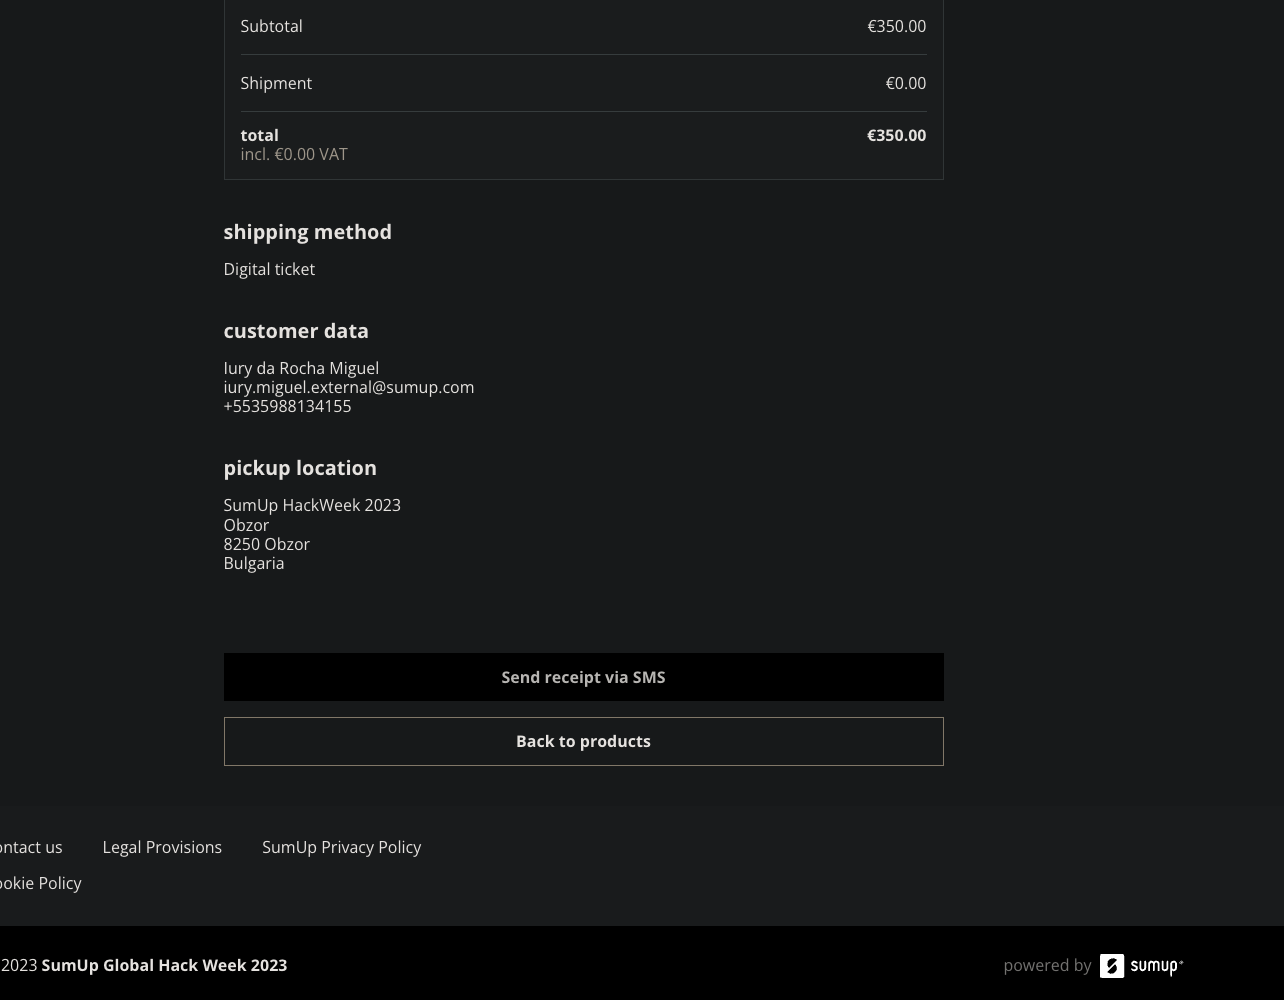 Subtotal €350.00
Shipment €0.00
total €350.00
incl. €0.00 VAT
shipping method
Digital ticket
customer data
Iury da Rocha Miguel
iury.miguel.external@sumup.com
+5535988134155
pickup location
SumUp HackWeek 2023
Obzor
8250 Obzor
Bulgaria
Send receipt via SMS
Back to products
ontact us Legal Provisions SumUp Privacy Policy
ookie Policy
2023 SumUp Global Hack Week 2023 powered by sumup